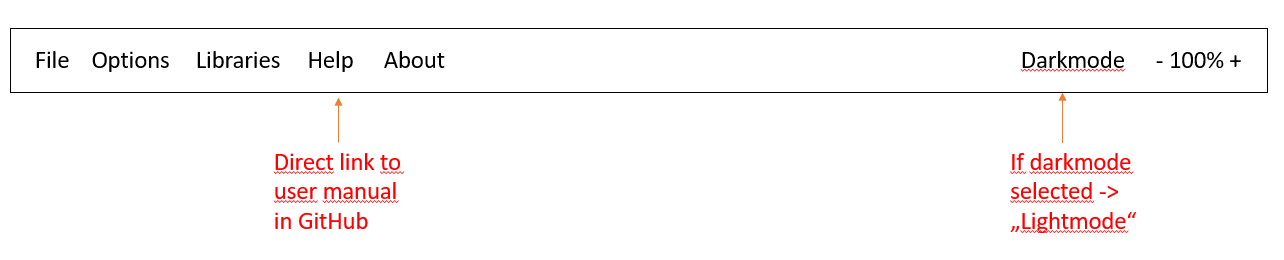 File Options Libraries Help About Darkmode - 100% +
Direct link to
user manual
in GitHub
If darkmode
selected ->
„Lightmode“